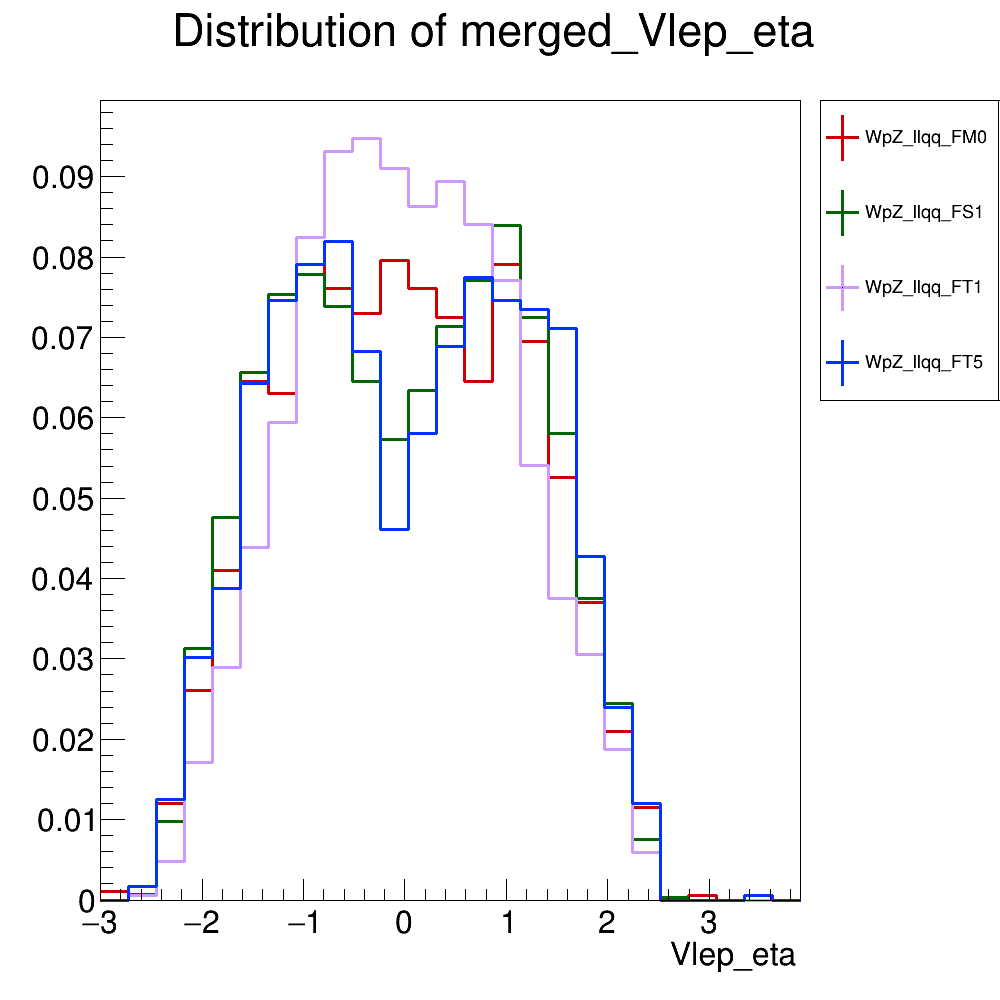 Distribution of merged_Vlep_eta
WpZ_llqq_FM0
WpZ_llqq_FS1
WpZ_llqq_FT1
WpZ_llqq_FT5
0.09
0.08
0.07
0.06
0.05
0.04
0.03
0.02
0.01
0
−3 −2 −1 0 1 2 3
Vlep_eta